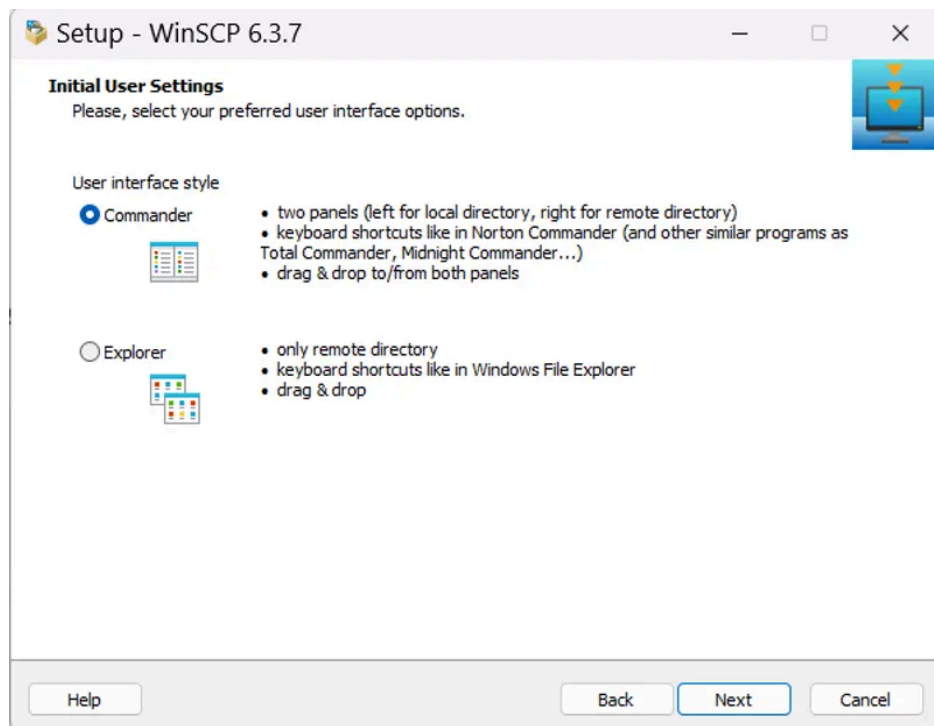 Setup - WinSCP 6.3.7
Initial User Settings
Please, select your preferred user interface options.
User interface style
Commander
• two panels (left for local directory, right for remote directory)
• keyboard shortcuts like in Norton Commander (and other similar programs as
Total Commander, Midnight Commander...)
• drag & drop to/from both panels
Explorer
• only remote directory
• keyboard shortcuts like in Windows File Explorer
• drag & drop
Help
Back
Next
Cancel